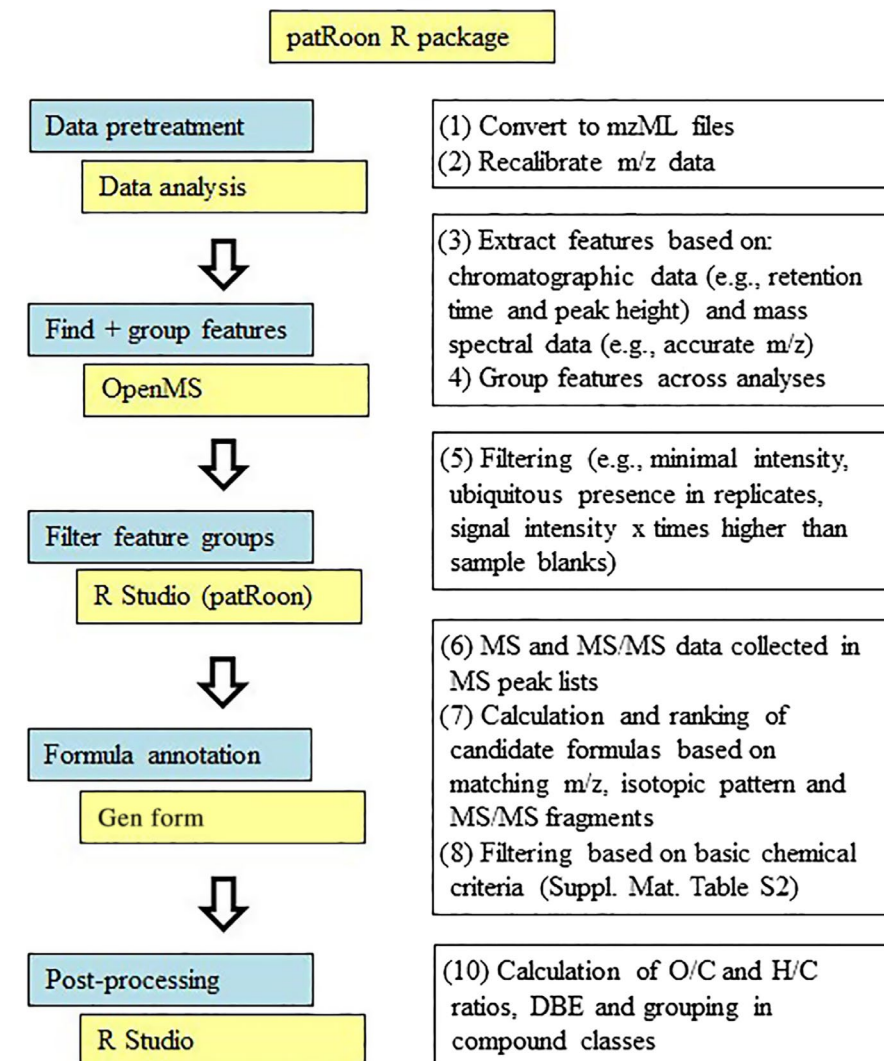 patRoon R package
Data pretreatment
Data analysis
(1) Convert to mzML files
(2) Recalibrate m/z data
Find + group features
OpenMS
(3) Extract features based on:
chromatographic data (e.g., retention
time and peak height) and mass
spectral data (e.g., accurate m/z)
4) Group features across analyses
Filter feature groups
R Studio (patRoon)
(5) Filtering (e.g., minimal intensity,
ubiquitous presence in replicates,
signal intensity x times higher than
sample blanks)
Formula annotation
Gen form
(6) MS and MS/MS data collected in
MS peak lists
(7) Calculation and ranking of
candidate formulas based on
matching m/z, isotopic pattern and
MS/MS fragments
(8) Filtering based on basic chemical
criteria (Suppl. Mat. Table S2)
Post-processing
R Studio
(10) Calculation of O/C and H/C
ratios, DBE and grouping in
compound classes